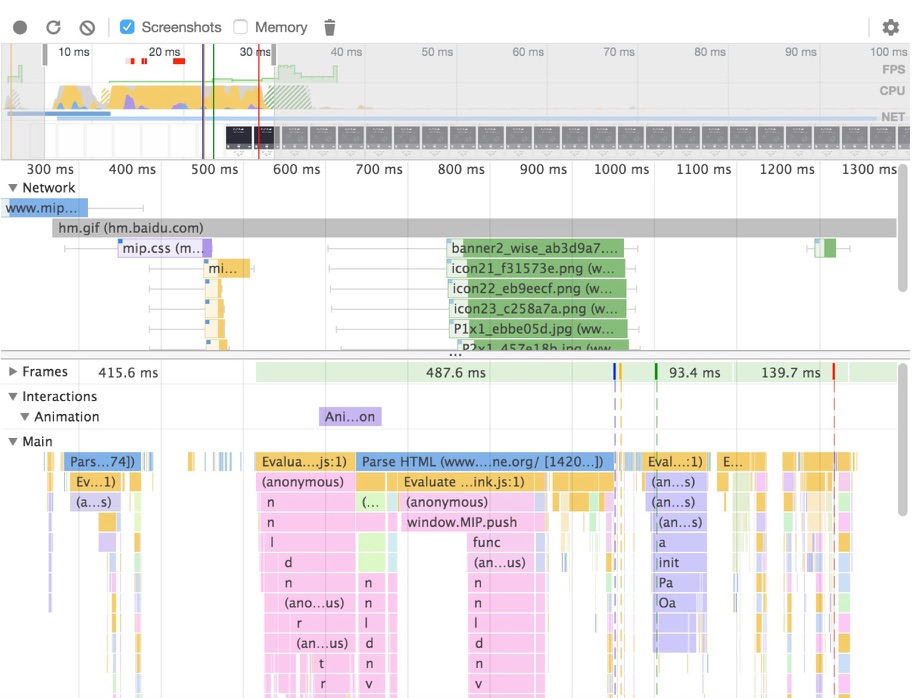 Screenshots Memory
10 ms 20 ms 30 ms 40 ms 50 ms 60 ms 70 ms 80 ms 90 ms 100 ms
FPS
CPU
NET
300 ms 400 ms 500 ms 600 ms 700 ms 800 ms 900 ms 1000 ms 1100 ms 1200 ms 1300 ms
Network
www.mip...
hm.gif (hm.baidu.com)
mip.css (m... banner2_wise_ab3d9a7....
mi... icon21_f31573e.png (w...
icon22_eb9eecf.png (w...
icon23_c258a7a.png (w...
P1x1_ebbe05d.jpg (ww...
P2x1_457e18b.jpg (ww...
...
Frames 415.6 ms 487.6 ms 93.4 ms 139.7 ms
Interactions
Animation Ani...on
Main
Pars...74]) Evalua....js:1) Parse HTML (www....ne.org/ [1420...]) Eval...:1) E...
Ev...1) (anonymous) Evaluate ...ink.js:1) (an...s)
(a...s) n (... (anonymous) (an...s)
n window.MIP.push (an...s)
l func a
d (an...us) init
n n n Pa
(ano...us) n n Oa
r l l
(an...us) d d
t n n
r v v